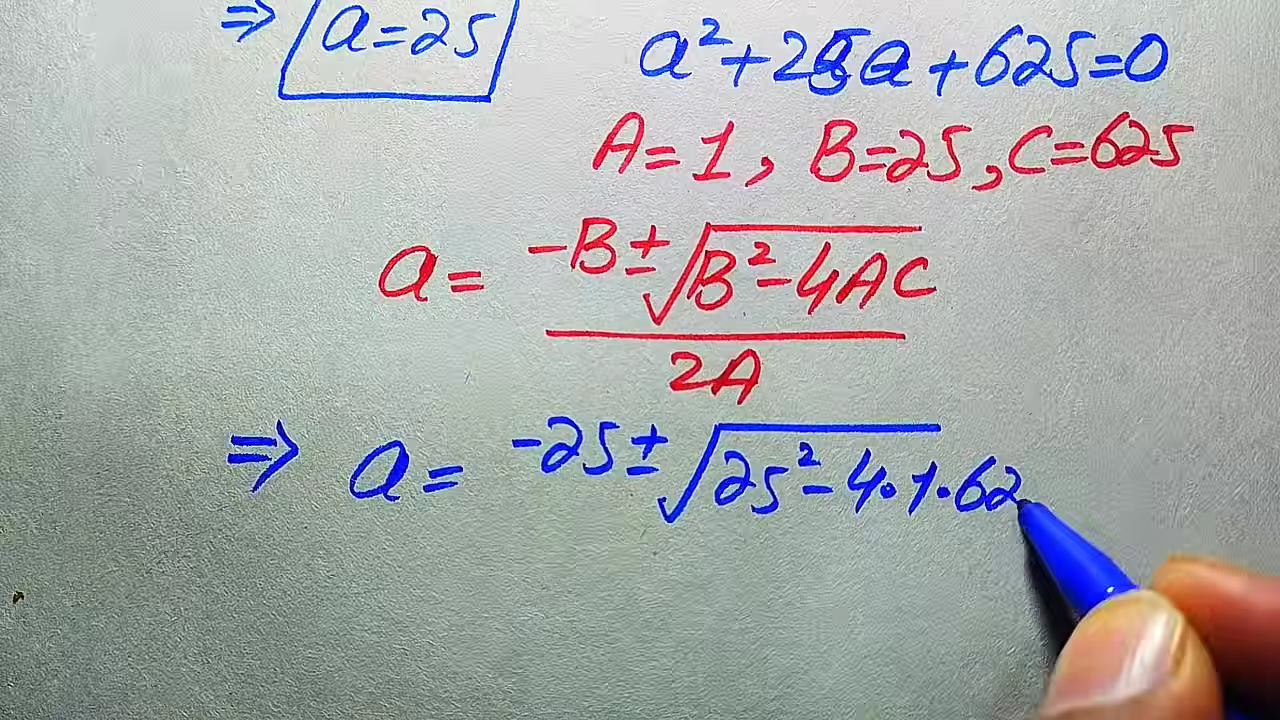 ⇒ a=25
a²+25a+625=0
A=1, B=25, C=625
a= -B±√B²-4AC / 2A
⇒ a= -25±√25²-4·1·62